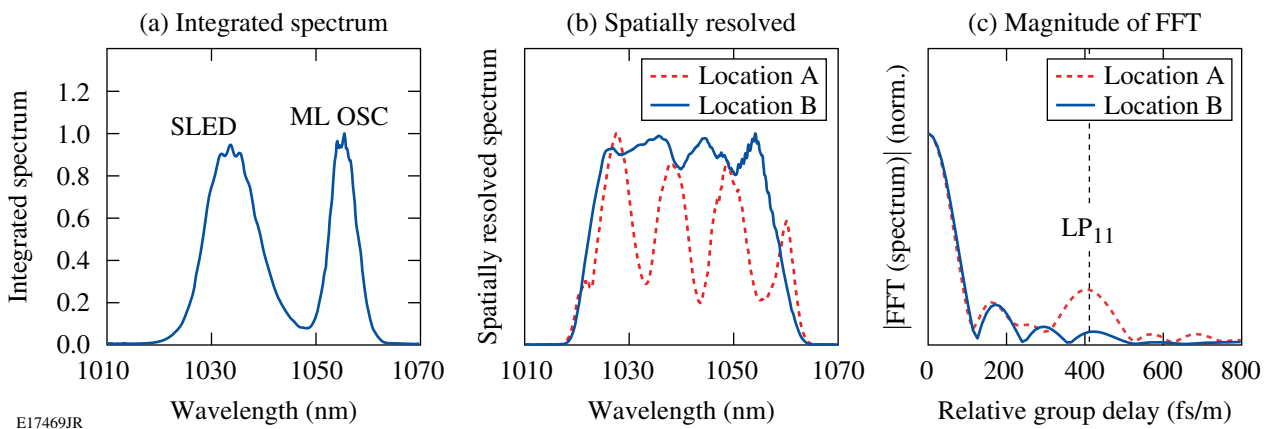 (a) Integrated spectrum
Integrated spectrum
1.2
1.0
0.8
0.6
0.4
0.2
0.0
SLED
ML OSC
1010 1030 1050 1070
Wavelength (nm)
(b) Spatially resolved
Spatially resolved spectrum
Location A
Location B
1010 1030 1050 1070
Wavelength (nm)
(c) Magnitude of FFT
|FFT (spectrum)| (norm.)
Location A
Location B
LP11
0 200 400 600 800
Relative group delay (fs/m)
E17469JR